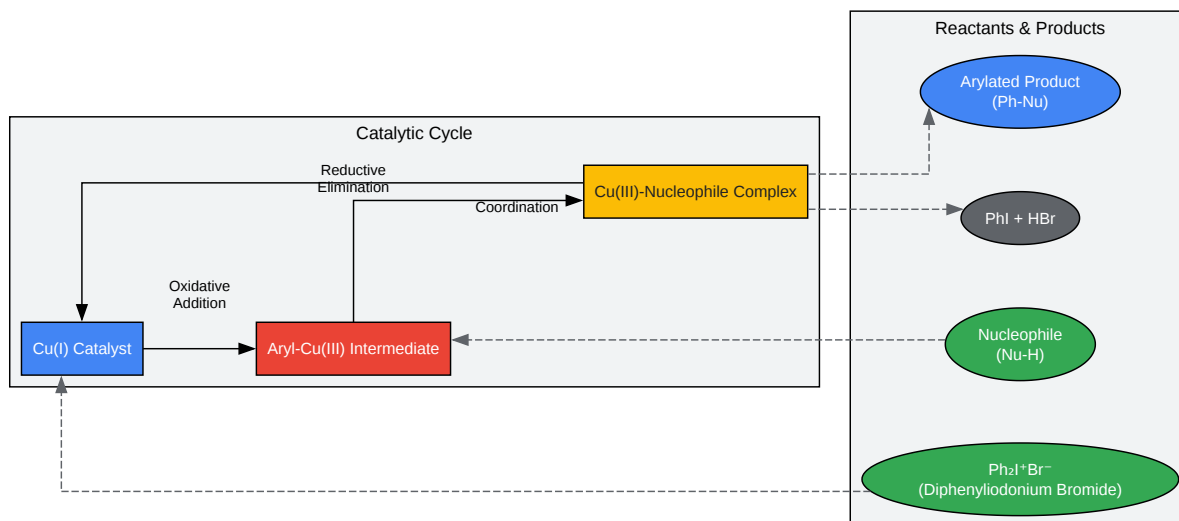 Reactants & Products
Arylated Product
(Ph-Nu)
Catalytic Cycle
Reductive
Elimination
Cu(III)-Nucleophile Complex
Coordination
PhI + HBr
Oxidative
Addition
Cu(I) Catalyst
Aryl-Cu(III) Intermediate
Nucleophile
(Nu-H)
Ph₂I⁺Br⁻
(Diphenyliodonium Bromide)